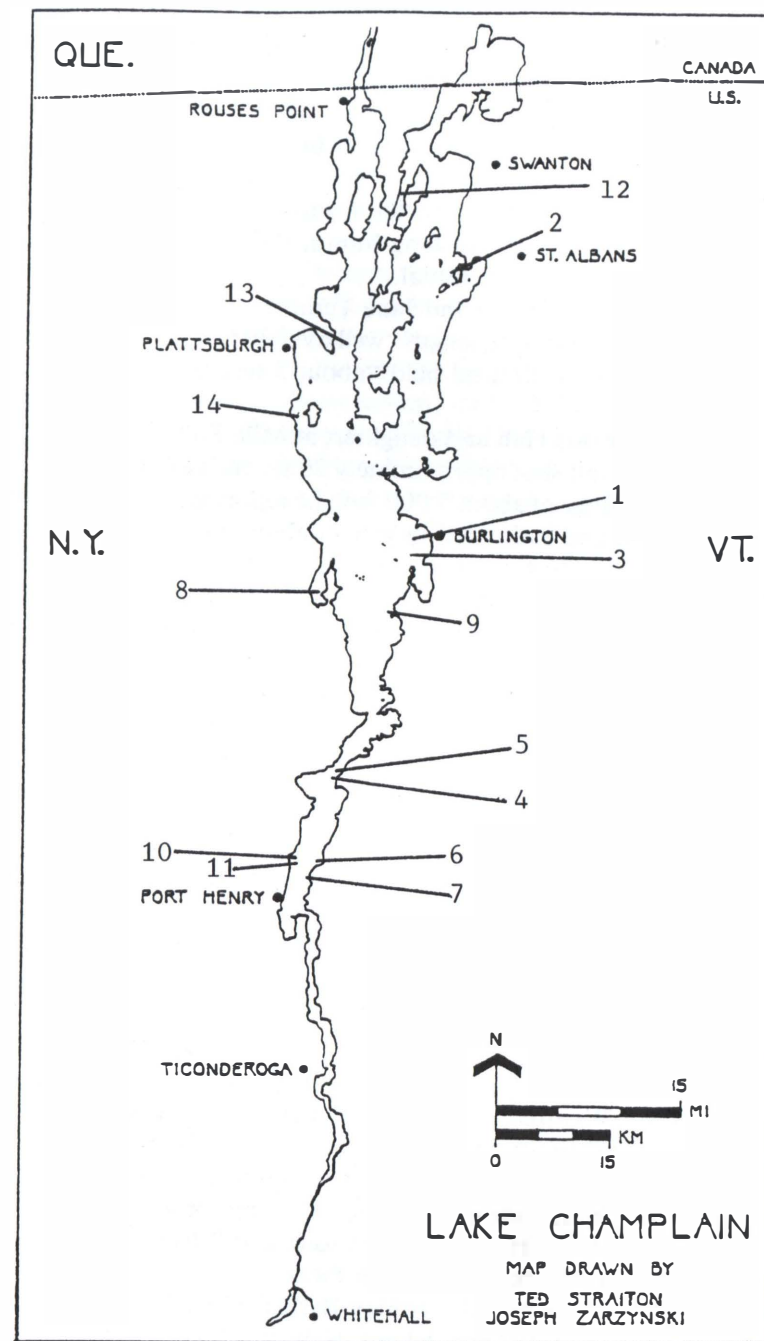 QUE.
CANADA
U.S.
ROUSES POINT
SWANTON
12
2
ST. ALBANS
13
PLATTSBURGH
14
1
N.Y.
BURLINGTON
VT.
3
8
9
5
4
10
6
11
PORT HENRY
7
N
TICONDEROGA
15
MI
KM
0
15
LAKE CHAMPLAIN
MAP DRAWN BY
TED STRAITON
JOSEPH ZARZYNSKI
WHITEHALL